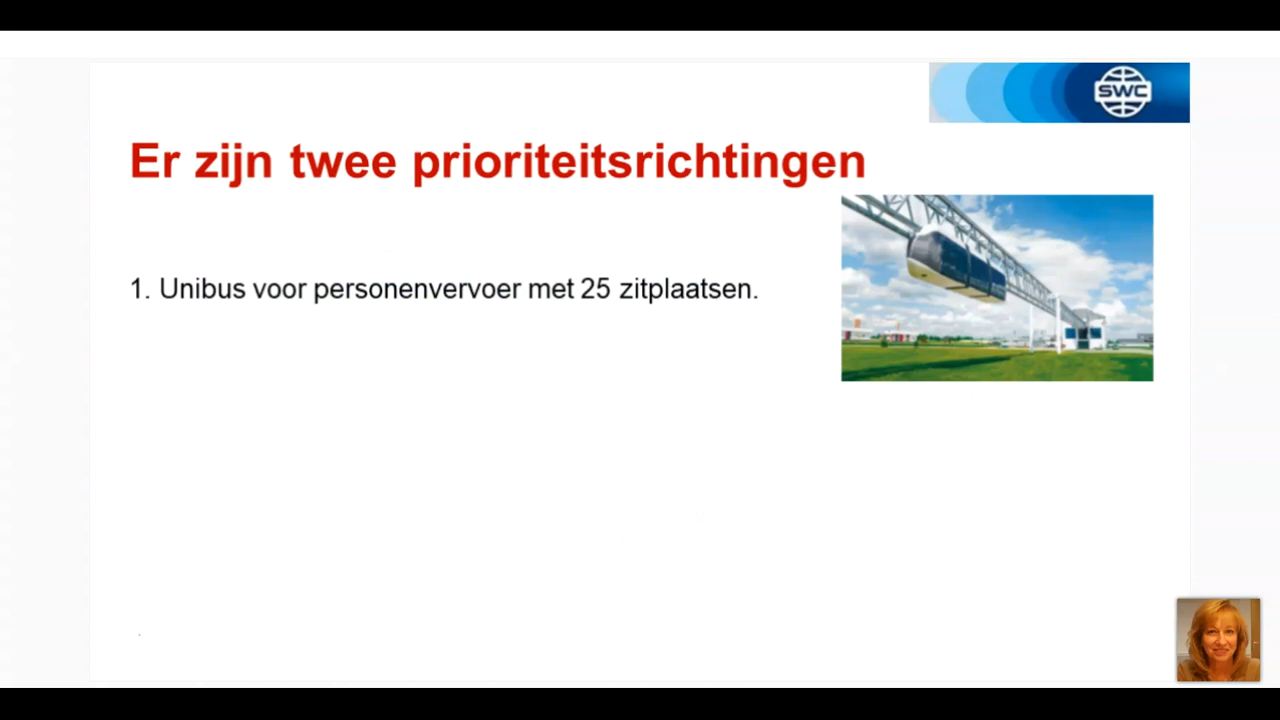 SWC
Er zijn twee prioriteitsrichtingen
1. Unibus voor personenvervoer met 25 zitplaatsen.